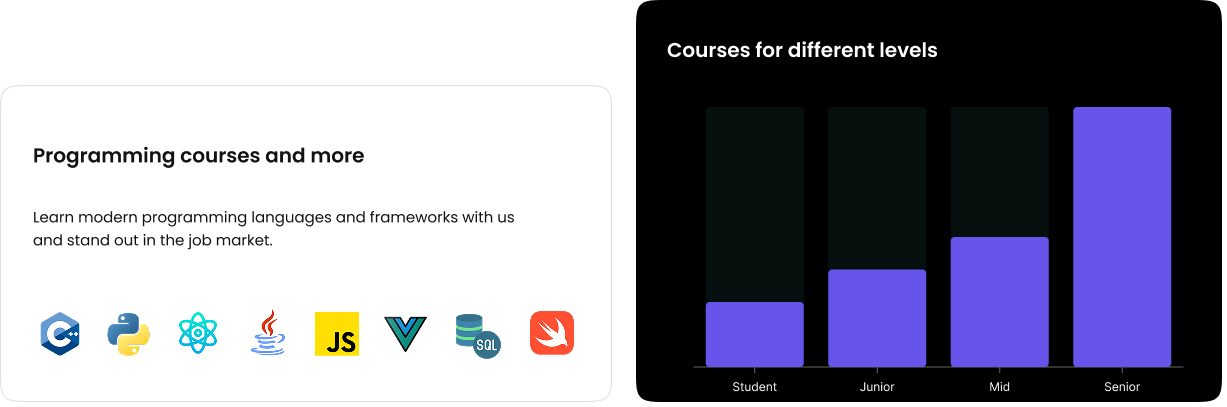 Programming courses and more
Learn modern programming languages and frameworks with us
and stand out in the job market.
C++
JS
SQL
Courses for different levels
Student
Junior
Mid
Senior